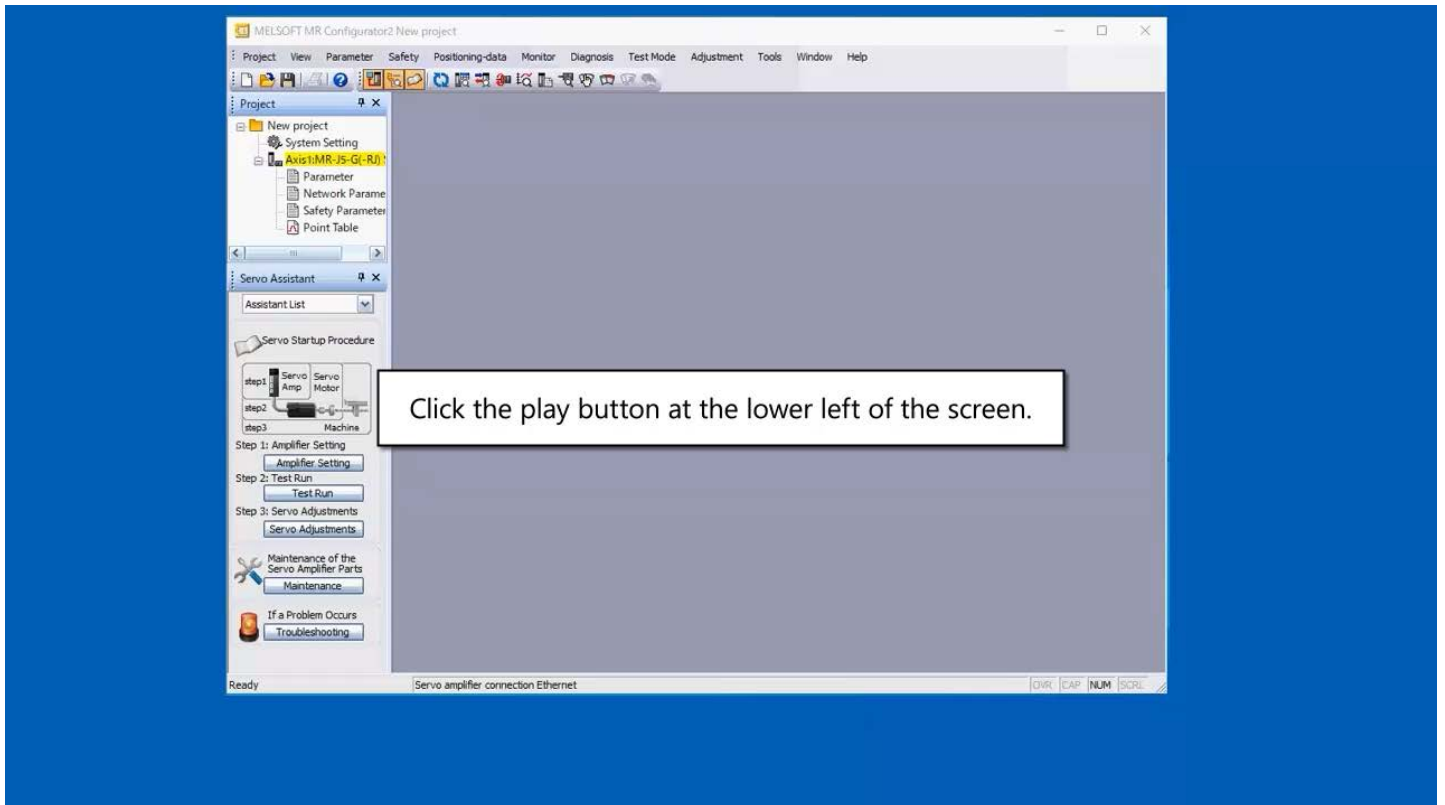 MELSOFT MR Configurator2 New project
Project View Parameter Safety Positioning-data Monitor Diagnosis Test Mode Adjustment Tools Window Help
Project
New project
System Setting
Axis1:MR-J5-G(-RJ)
Parameter
Network Parame
Safety Parameter
Point Table
Servo Assistant
Assistant List
Servo Startup Procedure
step1 Servo Amp Servo Motor
step2
step3 Machine
Click the play button at the lower left of the screen.
Step 1: Amplifier Setting
Amplifier Setting
Step 2: Test Run
Test Run
Step 3: Servo Adjustments
Servo Adjustments
Maintenance of the
Servo Amplifier Parts
Maintenance
If a Problem Occurs
Troubleshooting
Ready Servo amplifier connection Ethernet OVR CAP NUM SCRL